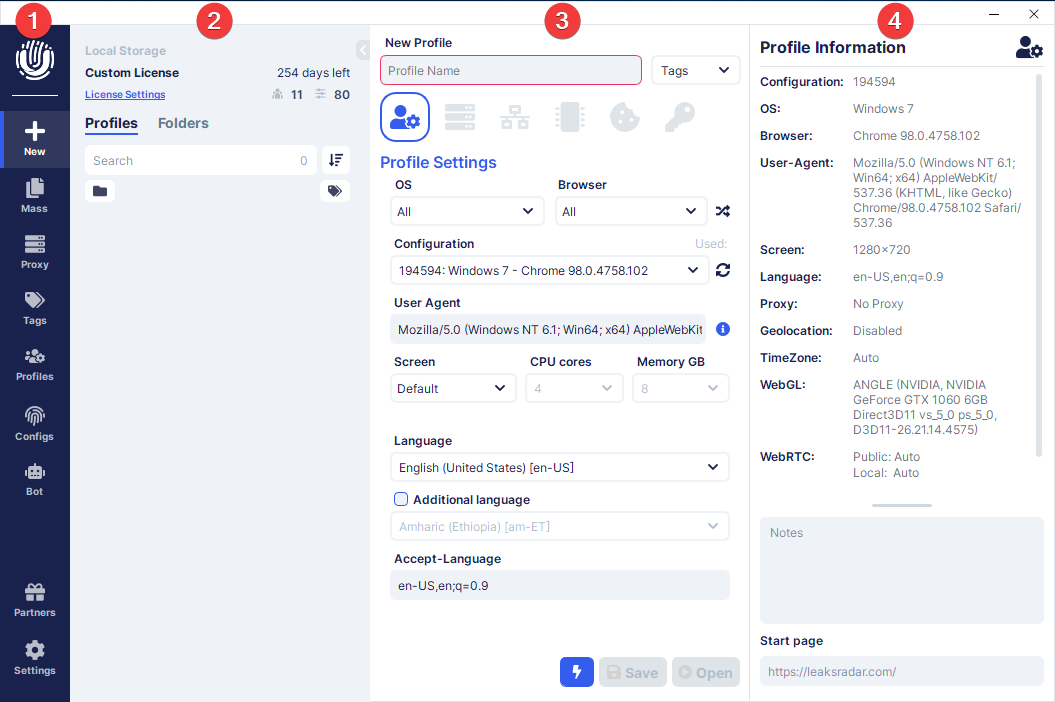 1
2
3
4
New
Mass
Proxy
Tags
Profiles
Configs
Bot
Partners
Settings
Local Storage
Custom License 254 days left
License Settings 11 80
Profiles Folders
Search 0
New Profile
Profile Name Tags
Profile Settings
OS Browser
All All
Configuration Used:
194594: Windows 7 - Chrome 98.0.4758.102
User Agent
Mozilla/5.0 (Windows NT 6.1; Win64; x64) AppleWebKit
Screen CPU cores Memory GB
Default 4 8
Language
English (United States) [en-US]
Additional language
Amharic (Ethiopia) [am-ET]
Accept-Language
en-US,en;q=0.9
Save Open
Profile Information
Configuration: 194594
OS: Windows 7
Browser: Chrome 98.0.4758.102
User-Agent: Mozilla/5.0 (Windows NT 6.1;
Win64; x64) AppleWebKit/
537.36 (KHTML, like Gecko)
Chrome/98.0.4758.102 Safari/
537.36
Screen: 1280×720
Language: en-US,en;q=0.9
Proxy: No Proxy
Geolocation: Disabled
TimeZone: Auto
WebGL: ANGLE (NVIDIA, NVIDIA
GeForce GTX 1060 6GB
Direct3D11 vs_5_0 ps_5_0,
D3D11-26.21.14.4575)
WebRTC: Public: Auto
Local: Auto
Notes
Start page
https://leaksradar.com/